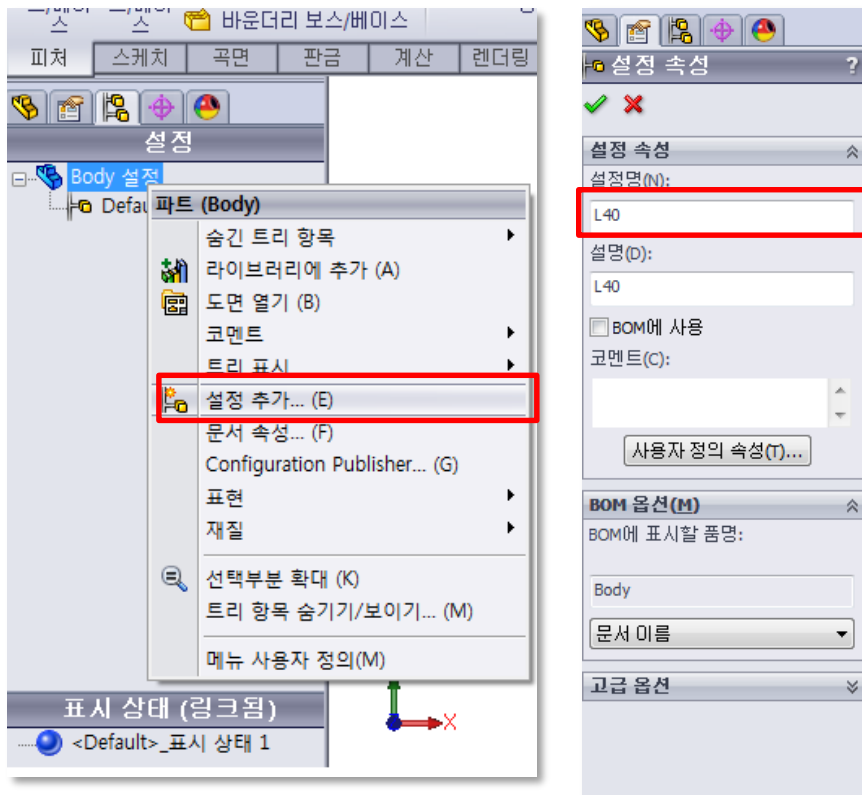 바운더리 보스/베이스
피처 스케치 곡면 판금 계산 렌더링
설정
Body 설정
파트 (Body)
숨긴 트리 항목
라이브러리에 추가 (A)
도면 열기 (B)
코멘트
트리 표시
설정 추가... (E)
문서 속성... (F)
Configuration Publisher... (G)
표현
재질
선택부분 확대 (K)
트리 항목 숨기기/보이기... (M)
메뉴 사용자 정의(M)
표시 상태 (링크됨)
<Default>_표시 상태 1
X
설정 속성 ?
설정 속성
설정명(N):
L40
설명(D):
L40
BOM에 사용
코멘트(C):
사용자 정의 속성(T)...
BOM 옵션(M)
BOM에 표시할 품명:
Body
문서 이름
고급 옵션